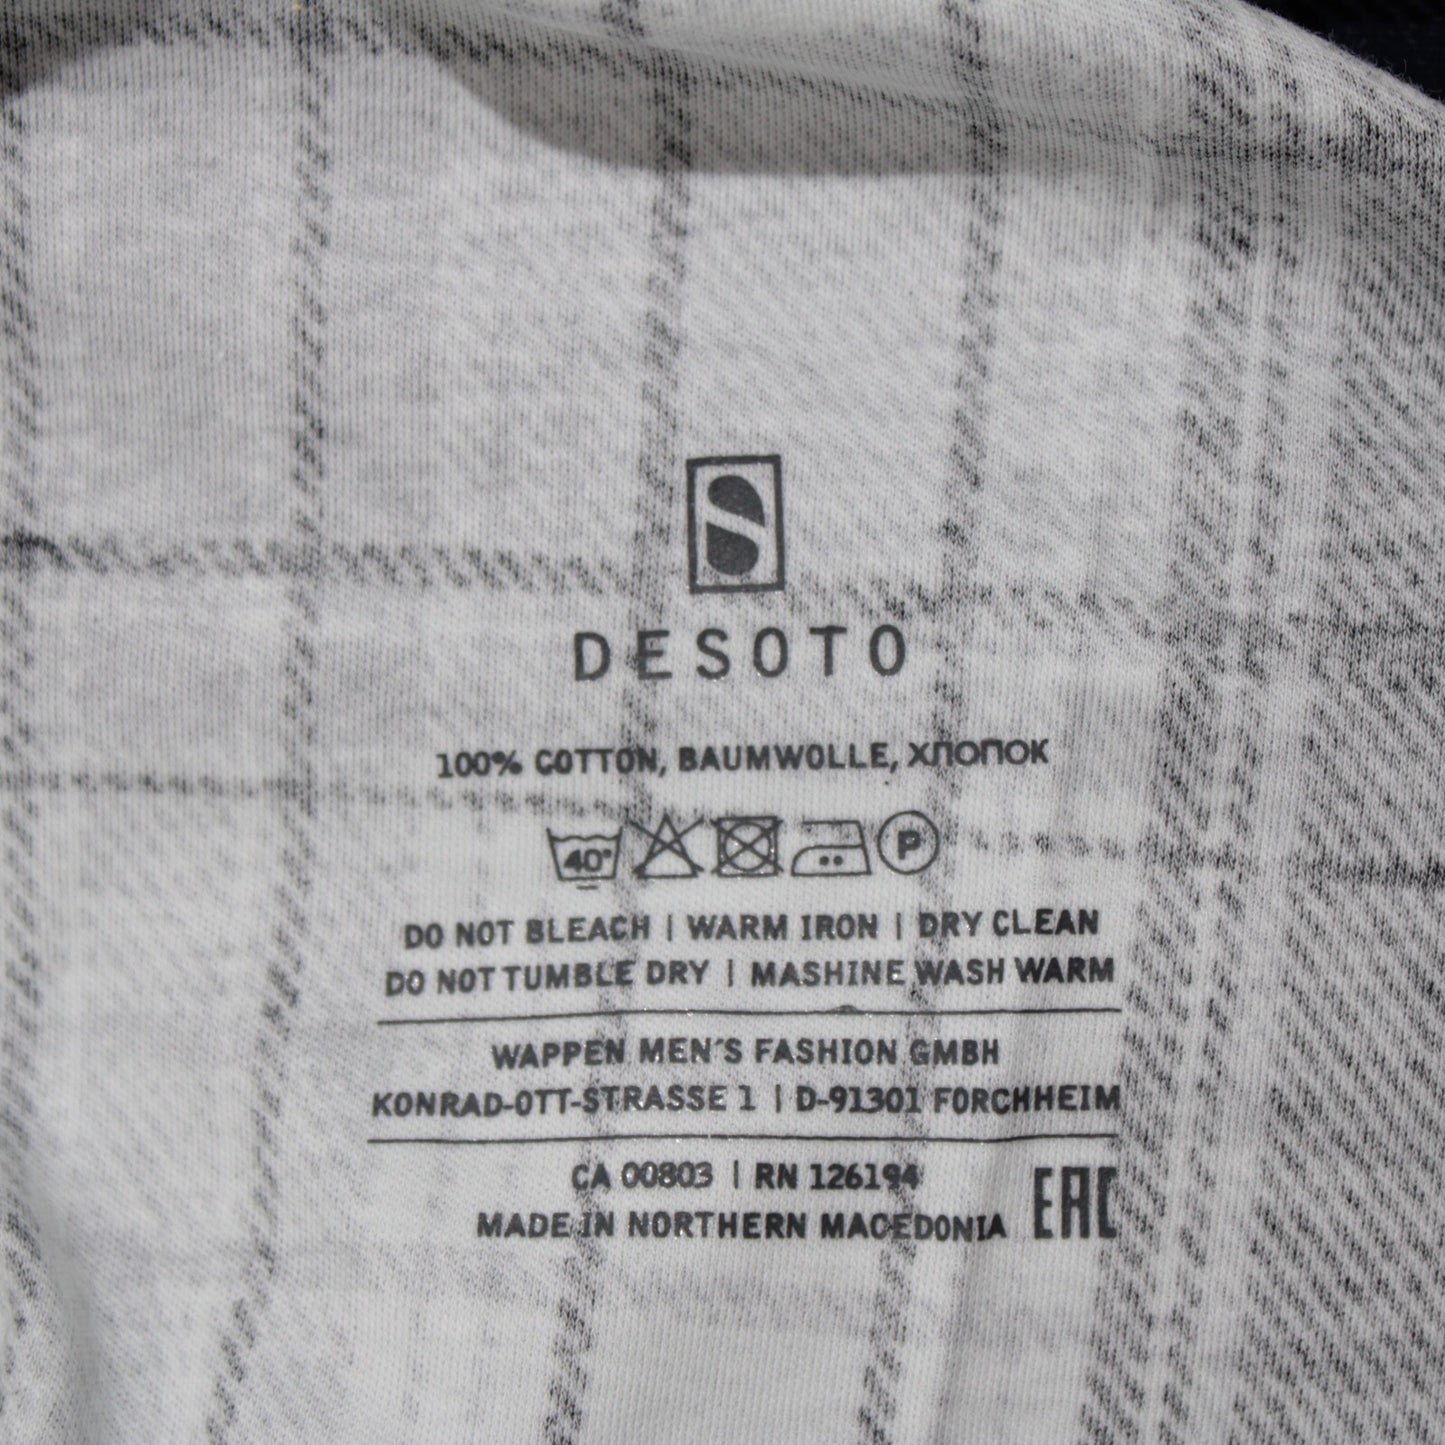 S
DESOTO
100% COTTON, BAUMWOLLE, ХЛОПОК
40° P
DO NOT BLEACH | WARM IRON | DRY CLEAN
DO NOT TUMBLE DRY | MASHINE WASH WARM
WAPPEN MEN´S FASHION GMBH
KONRAD-OTT-STRASSE 1 | D-91301 FORCHHEIM
CA 00803 | RN 126194
MADE IN NORTHERN MACEDONIA EAC